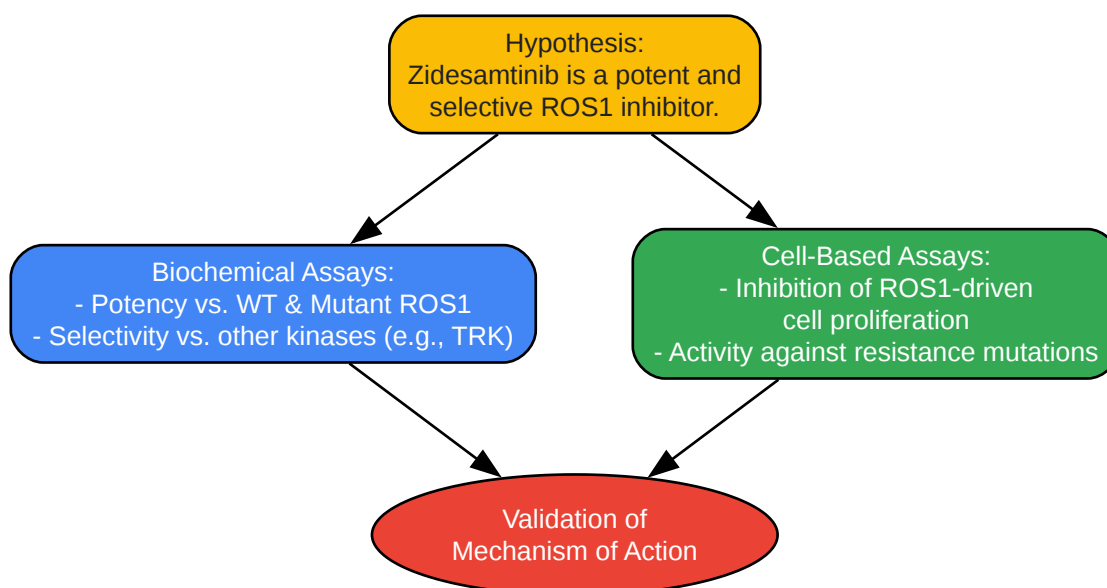 Hypothesis:
Zidesamtinib is a potent and
selective ROS1 inhibitor.
Biochemical Assays:
- Potency vs. WT & Mutant ROS1
- Selectivity vs. other kinases (e.g., TRK)
Cell-Based Assays:
- Inhibition of ROS1-driven
cell proliferation
- Activity against resistance mutations
Validation of
Mechanism of Action